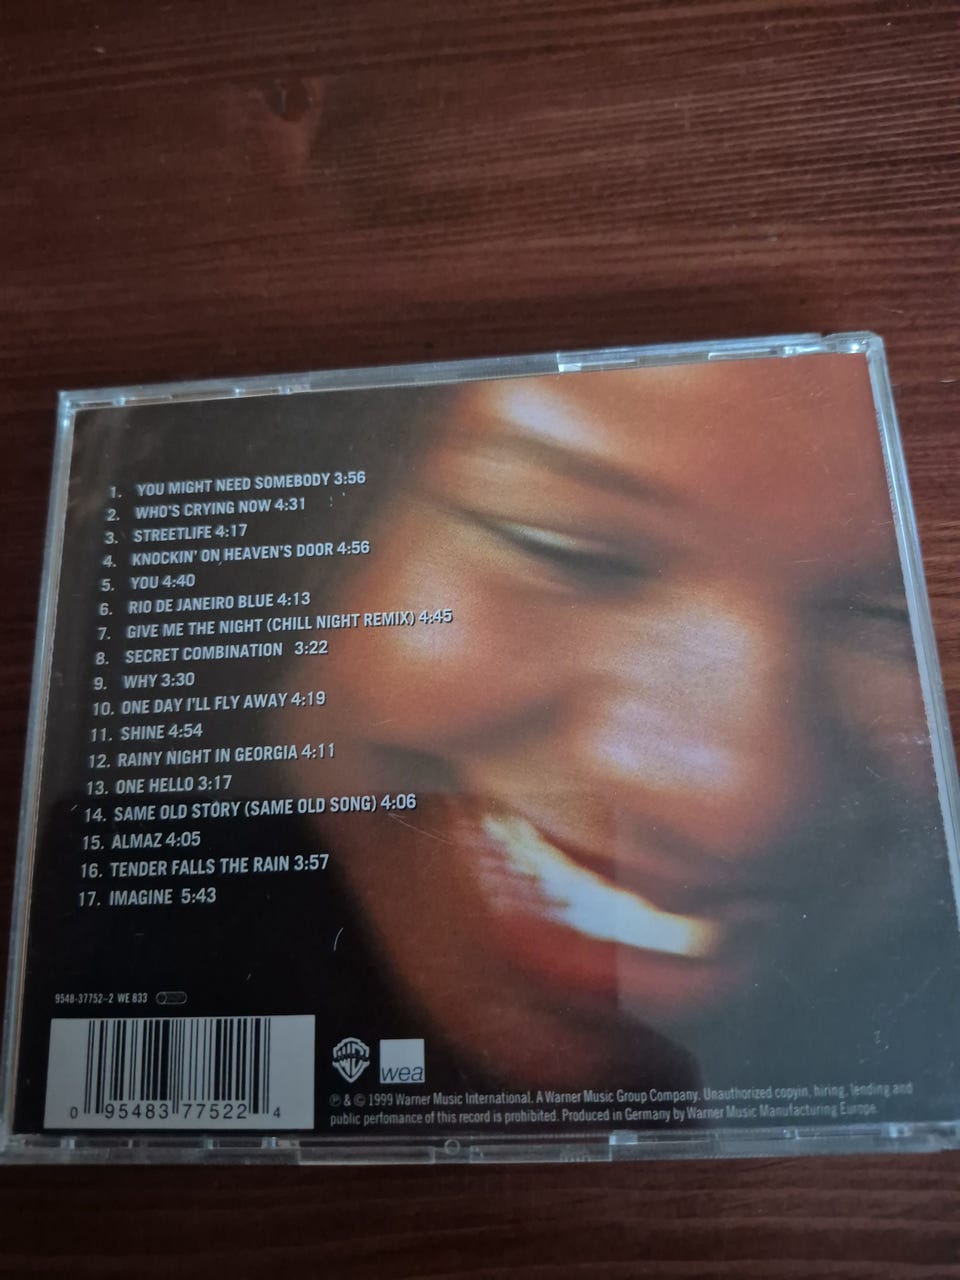 1. YOU MIGHT NEED SOMEBODY 3:56
2. WHO'S CRYING NOW 4:31
3. STREETLIFE 4:17
4. KNOCKIN' ON HEAVEN'S DOOR 4:56
5. YOU 4:40
6. RIO DE JANEIRO BLUE 4:13
7. GIVE ME THE NIGHT (CHILL NIGHT REMIX) 4:45
8. SECRET COMBINATION 3:22
9. WHY 3:30
10. ONE DAY I'LL FLY AWAY 4:19
11. SHINE 4:54
12. RAINY NIGHT IN GEORGIA 4:11
13. ONE HELLO 3:17
14. SAME OLD STORY (SAME OLD SONG) 4:06
15. ALMAZ 4:05
16. TENDER FALLS THE RAIN 3:57
17. IMAGINE 5:43
9548-37752-2 WE 833
0 95483 77522 4
wea
℗ & © 1999 Warner Music International. A Warner Music Group Company. Unauthorized copyin, hiring, lending and
public perfomance of this record is prohibited. Produced in Germany by Warner Music Manufacturing Europe.